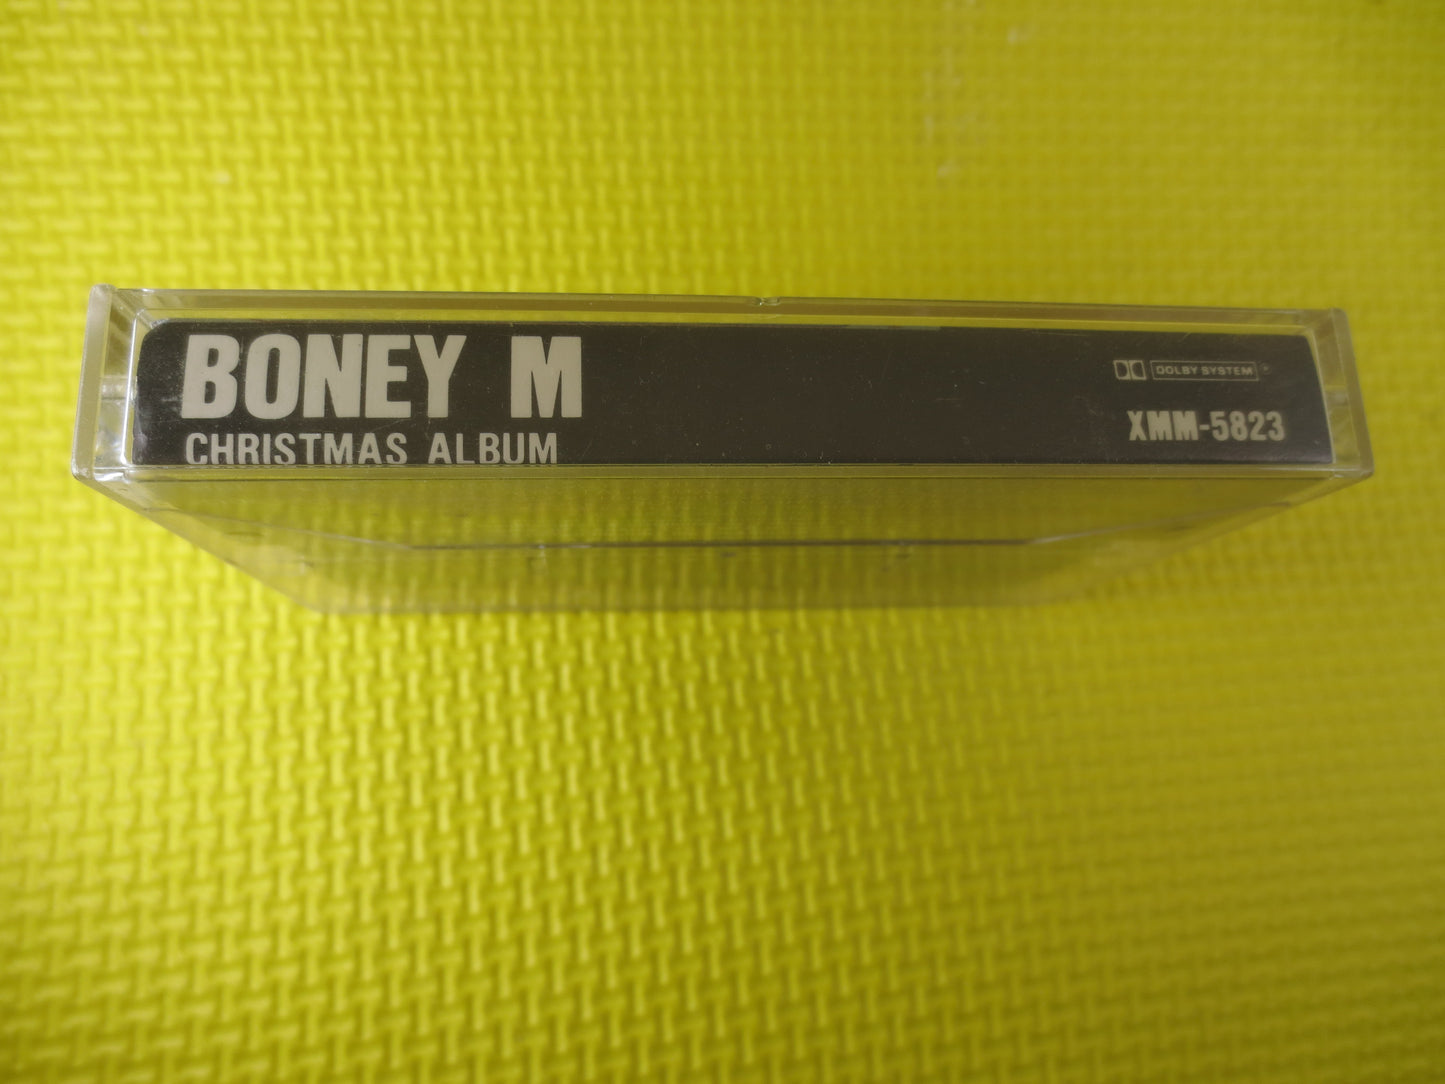 BONEY M
CHRISTMAS ALBUM
DOLBY SYSTEM
XMM-5823